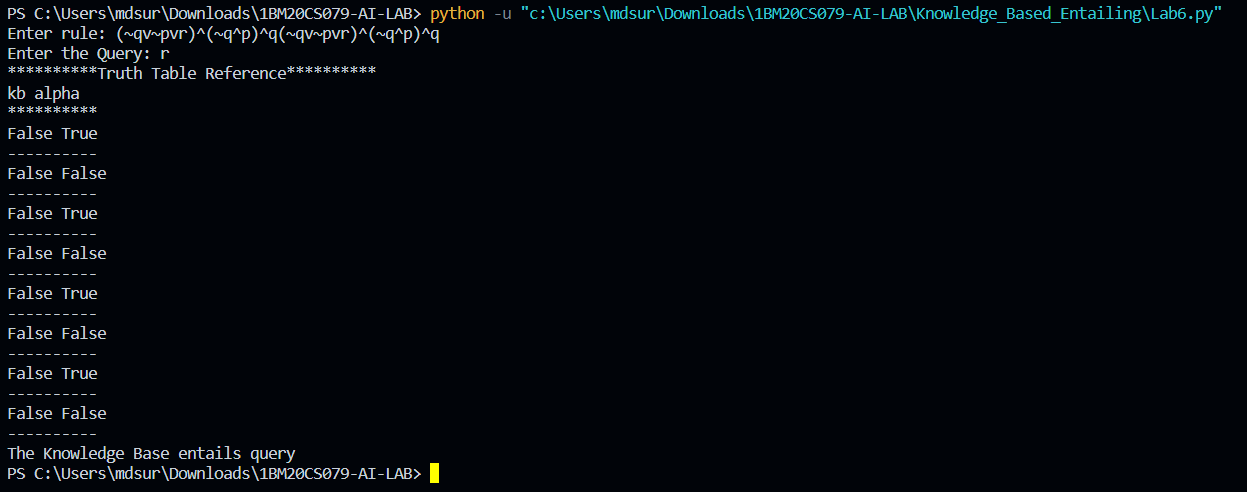 PS C:\Users\mdsur\Downloads\1BM20CS079-AI-LAB> python -u "c:\Users\mdsur\Downloads\1BM20CS079-AI-LAB\Knowledge_Based_Entailing\Lab6.py"
Enter rule: (~qv~pvr)^(~q^p)^q(~qv~pvr)^(~q^p)^q
Enter the Query: r
**********Truth Table Reference**********
kb alpha
**********
False True
----------
False False
----------
False True
----------
False False
----------
False True
----------
False False
----------
False True
----------
False False
----------
The Knowledge Base entails query
PS C:\Users\mdsur\Downloads\1BM20CS079-AI-LAB>